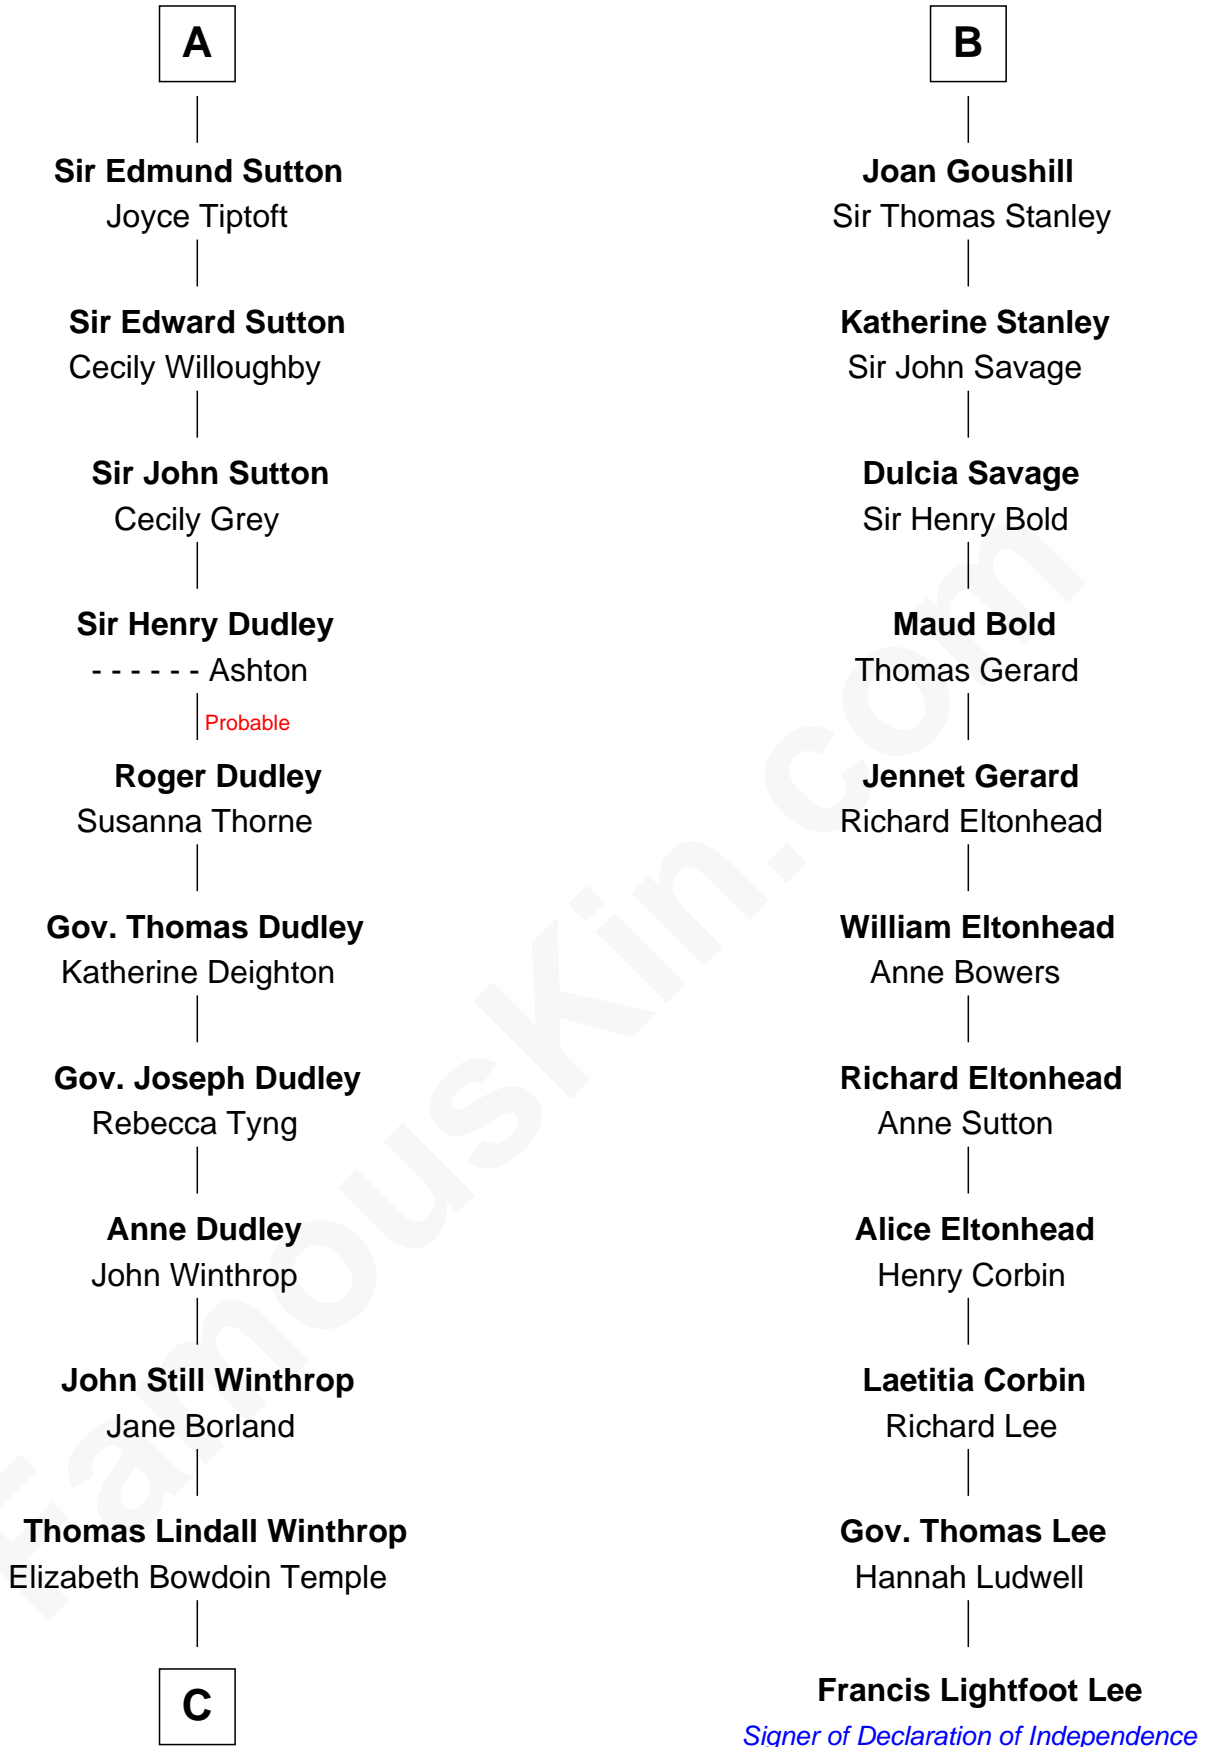 A
Sir Edmund Sutton
Joyce Tiptoft
Sir Edward Sutton
Cecily Willoughby
Sir John Sutton
Cecily Grey
Sir Henry Dudley
- - - - - - Ashton
Probable
Roger Dudley
Susanna Thorne
Gov. Thomas Dudley
Katherine Deighton
Gov. Joseph Dudley
Rebecca Tyng
Anne Dudley
John Winthrop
John Still Winthrop
Jane Borland
Thomas Lindall Winthrop
Elizabeth Bowdoin Temple
C
B
Joan Goushill
Sir Thomas Stanley
Katherine Stanley
Sir John Savage
Dulcia Savage
Sir Henry Bold
Maud Bold
Thomas Gerard
Jennet Gerard
Richard Eltonhead
William Eltonhead
Anne Bowers
Richard Eltonhead
Anne Sutton
Alice Eltonhead
Henry Corbin
Laetitia Corbin
Richard Lee
Gov. Thomas Lee
Hannah Ludwell
Francis Lightfoot Lee
Signer of Declaration of Independence
FamousKin.com